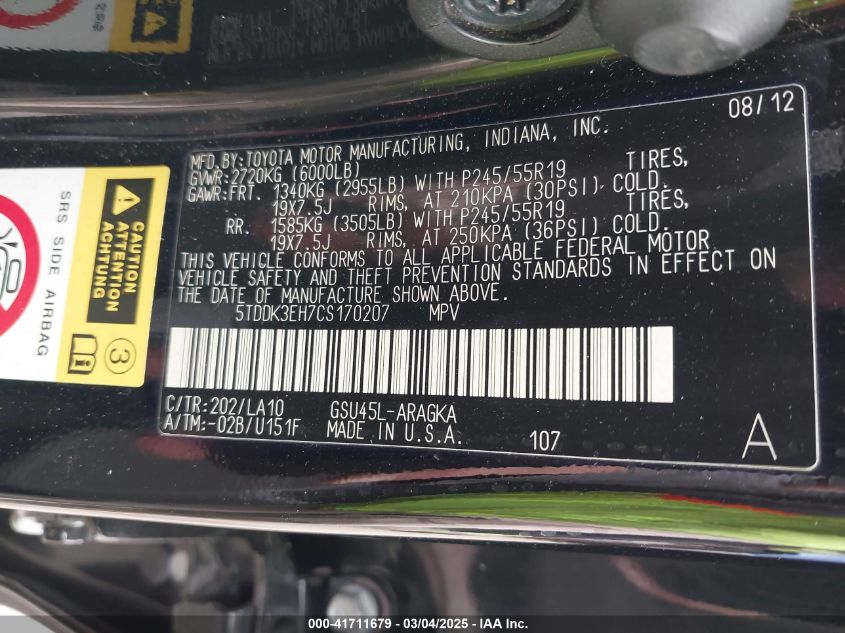 08/12
MFD. BY: TOYOTA MOTOR MANUFACTURING, INDIANA, INC.
GVWR: 2720KG (6000LB)
GAWR: FRT. 1340KG (2955LB) WITH P245/55R19 TIRES,
19X7.5J RIMS, AT 210KPA (30PSI) COLD.
RR. 1585KG (3505LB) WITH P245/55R19 TIRES,
19X7.5J RIMS, AT 250KPA (36PSI) COLD.
THIS VEHICLE CONFORMS TO ALL APPLICABLE FEDERAL MOTOR
VEHICLE SAFETY AND THEFT PREVENTION STANDARDS IN EFFECT ON
THE DATE OF MANUFACTURE SHOWN ABOVE.
5TDDK3EH7CS170207 MPV
C/TR: 202/LA10 GSU45L-ARAGKA
A/TM: -02B/U151F MADE IN U.S.A. 107 A
CAUTION
ATTENTION
ACHTUNG
SRS SIDE AIRBAG
3
000-41711679 - 03/04/2025 - IAA Inc.